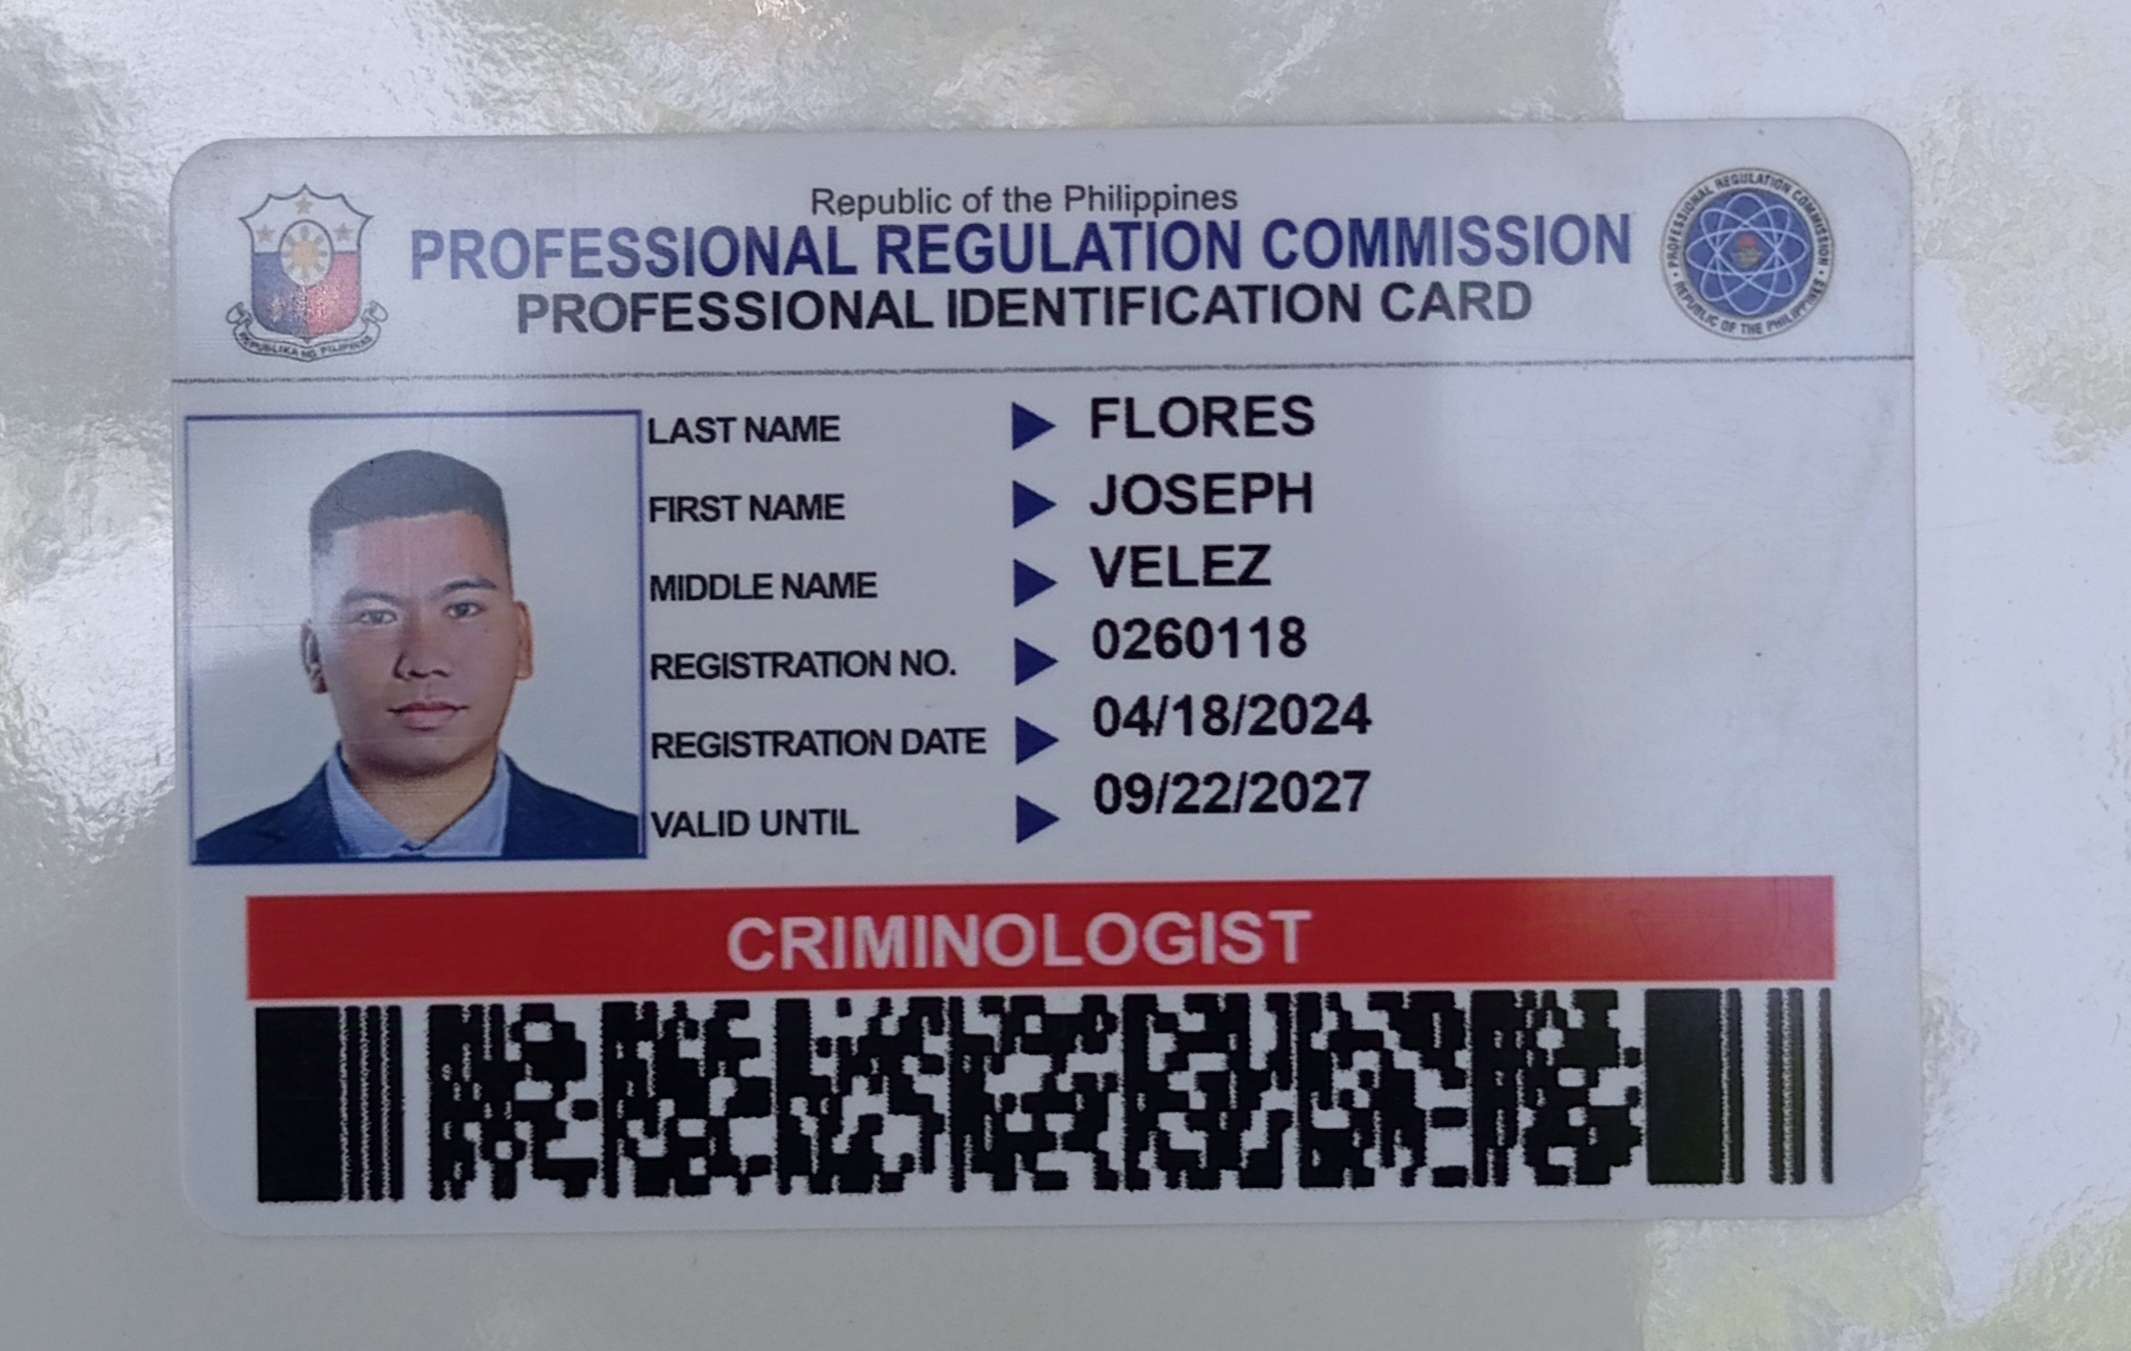 Republic of the Philippines
PROFESSIONAL REGULATION COMMISSION
PROFESSIONAL IDENTIFICATION CARD
REPUBLIKA NG PILIPINAS
PROFESSIONAL REGULATION COMMISSION
REPUBLIC OF THE PHILIPPINES
LAST NAME FLORES
FIRST NAME JOSEPH
MIDDLE NAME VELEZ
REGISTRATION NO. 0260118
REGISTRATION DATE 04/18/2024
VALID UNTIL 09/22/2027
CRIMINOLOGIST